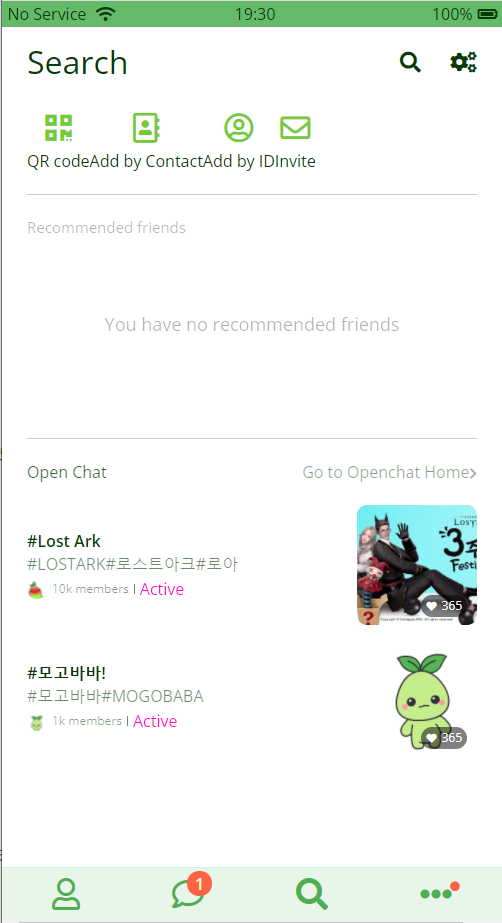 No Service 19:30 100%
Search
QR codeAdd by ContactAdd by IDInvite
Recommended friends
You have no recommended friends
Open Chat Go to Openchat Home
#Lost Ark
#LOSTARK#로스트아크#로아
10k members | Active
LOST
3주
Festi
365
#모고바바!
#모고바바#MOGOBABA
1k members | Active
365
1